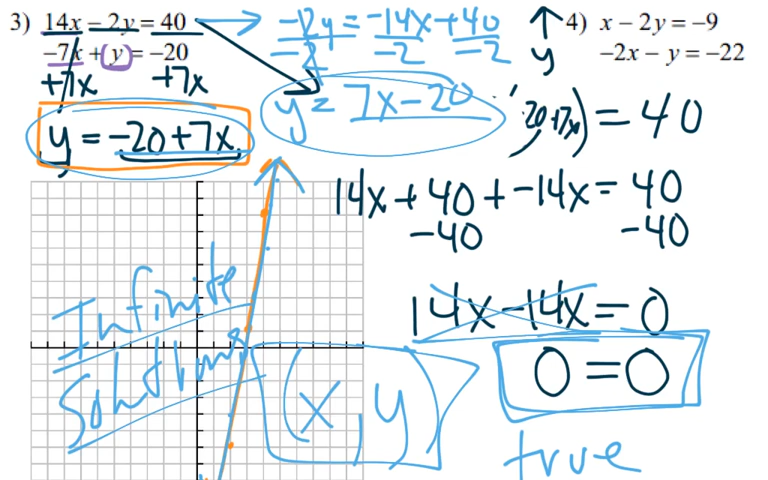 3) 14x − 2y = 40
−7x + y = −20
+7x +7x
y = −20 + 7x
−2y = −14x + 40
−2 −2 −2
y = 7x − 20
y
4) x − 2y = −9
−2x − y = −22
20 + 7x) = 40
14x + 40 + −14x = 40
−40 −40
14x − 14x = 0
0 = 0
true
Infinite
Solutions
(x, y)